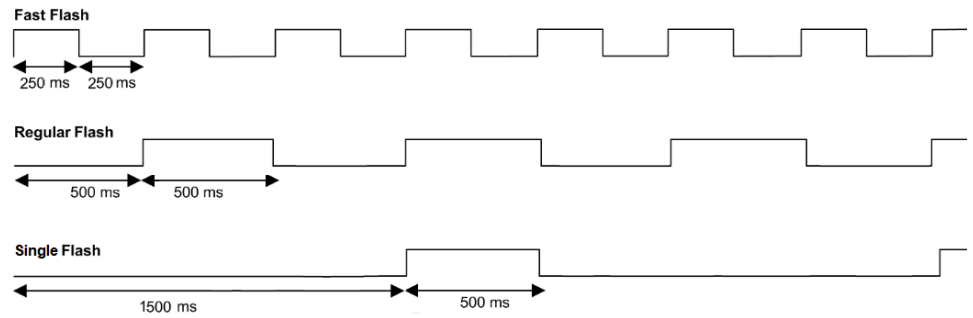 Fast Flash
250 ms 250 ms
Regular Flash
500 ms 500 ms
Single Flash
1500 ms 500 ms